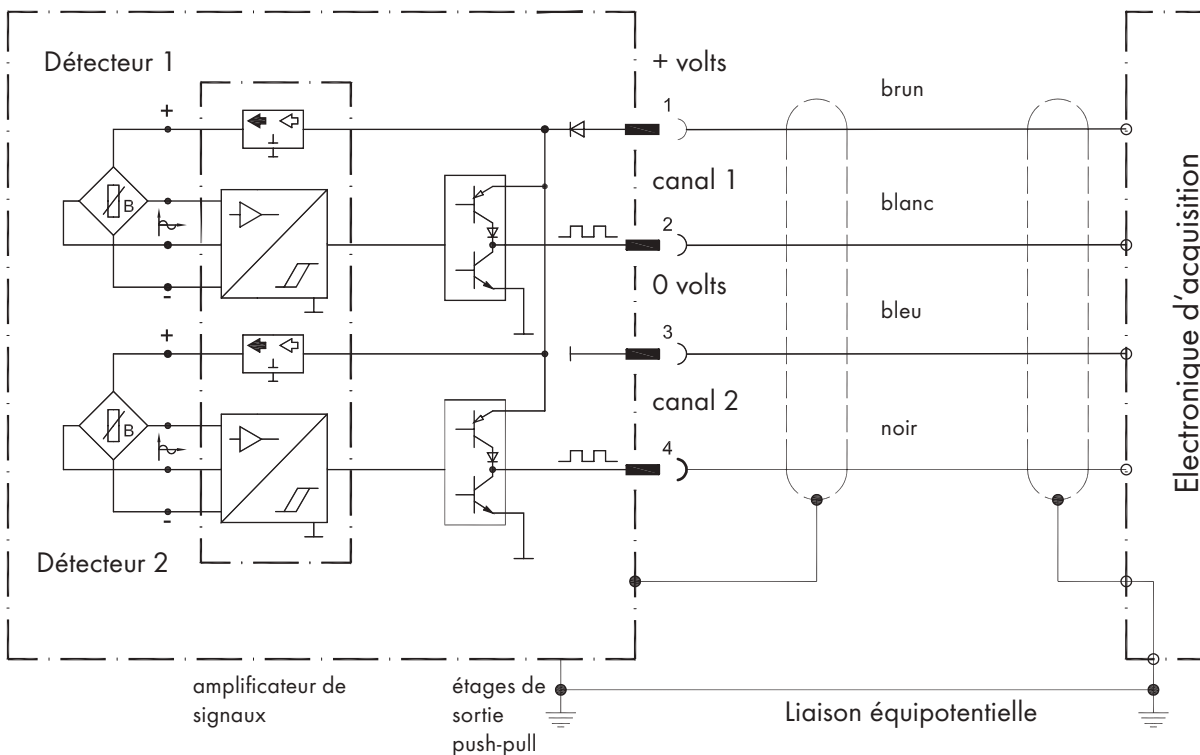 Détecteur 1
+ volts
brun
+
1
canal 1
blanc
B
2
0 volts
-
bleu
+
3
canal 2
noir
B
4
-
Détecteur 2
Electronique d'acquisition
amplificateur de
signaux
étages de
sortie
push-pull
Liaison équipotentielle